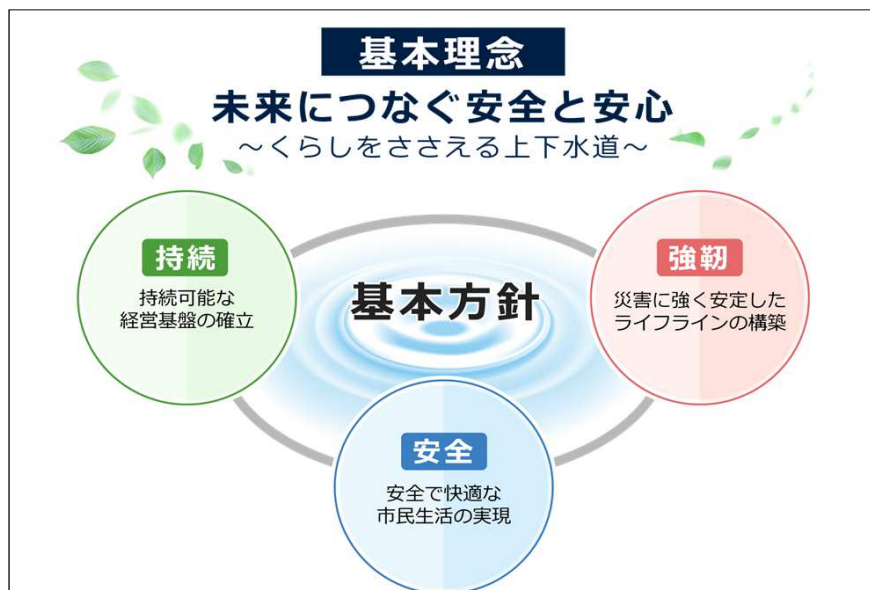 基本理念
未来につなぐ安全と安心
～くらしをささえる上下水道～
持続
持続可能な
経営基盤の確立
基本方針
強靭
災害に強く安定した
ライフラインの構築
安全
安全で快適な
市民生活の実現